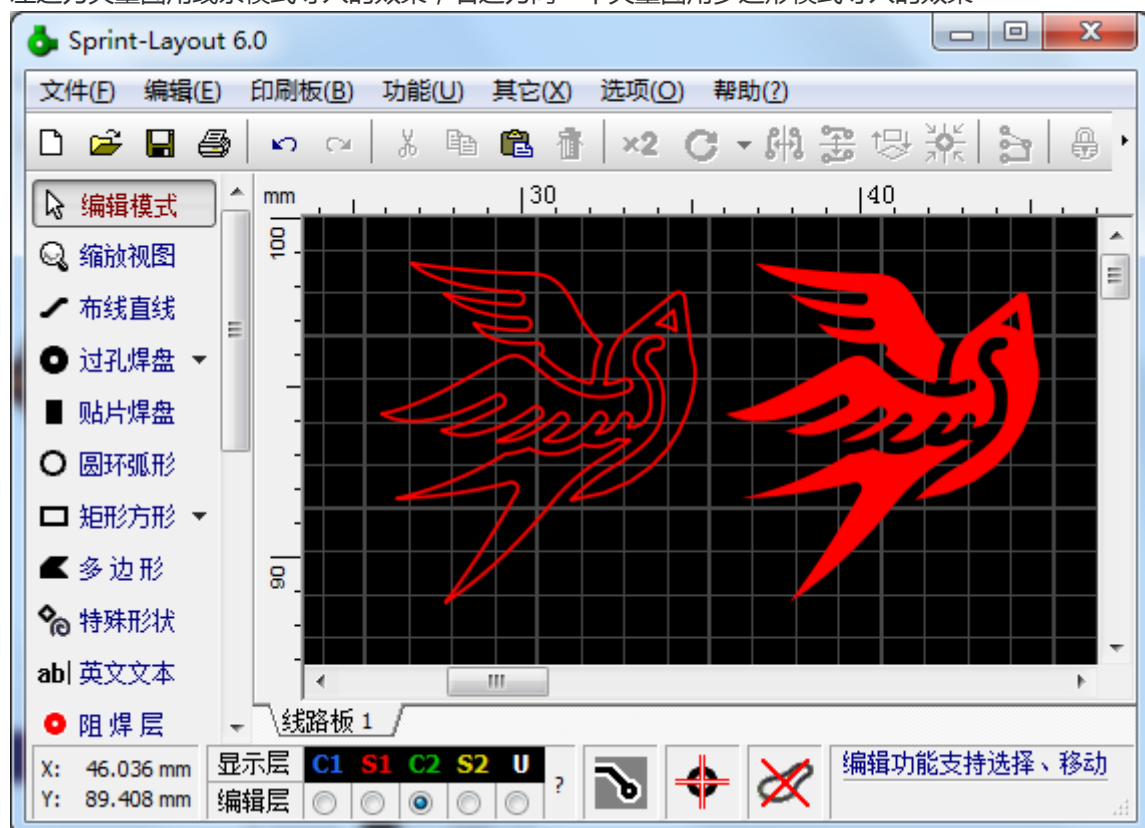 Sprint-Layout 6.0
文件(F) 编辑(E) 印刷板(B) 功能(U) 其它(X) 选项(O) 帮助(?)
×2
编辑模式
缩放视图
布线直线
过孔焊盘
贴片焊盘
圆环弧形
矩形方形
多边形
特殊形状
ab| 英文文本
阻焊层
mm 30 40
100
90
线路板 1
X: 46.036 mm
Y: 89.408 mm
显示层 C1 S1 C2 S2 U
编辑层
?
编辑功能支持选择、移动